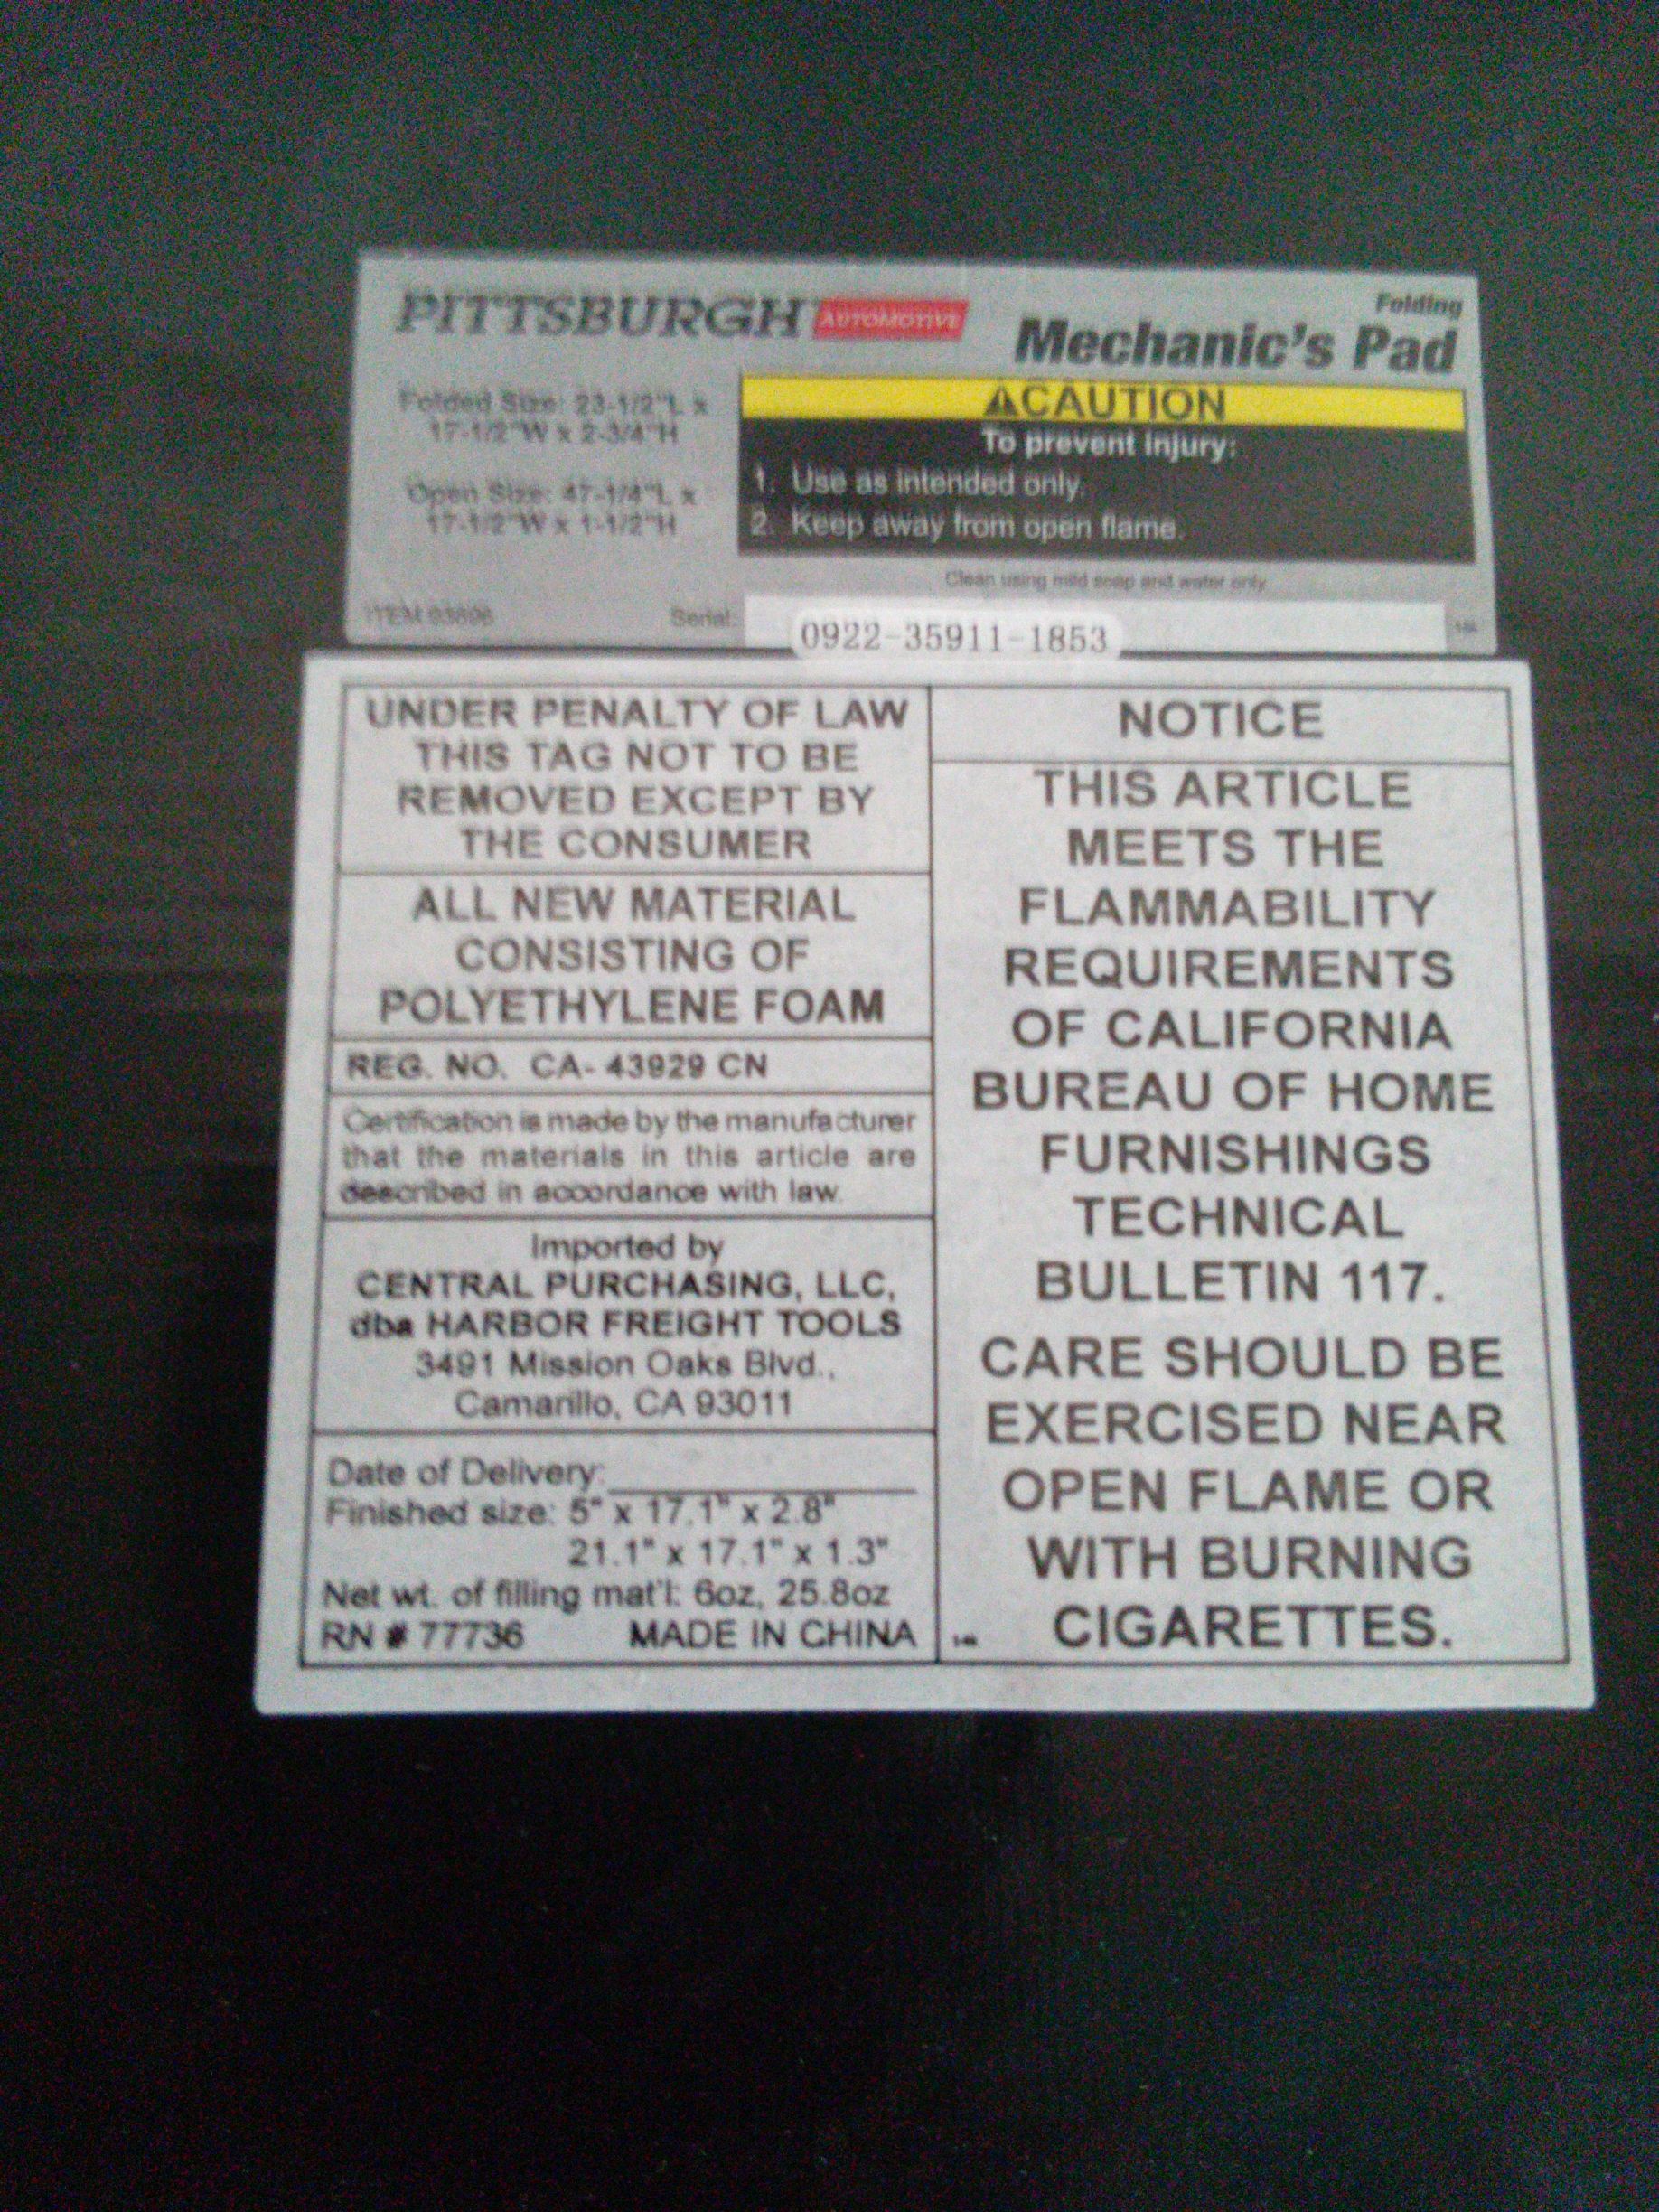 PITTSBURGH AUTOMOTIVE
Folding
Mechanic's Pad
Folded Size: 23-1/2"L x
17-1/2"W x 2-3/4"H
Open Size: 47-1/4"L x
17-1/2"W x 1-1/2"H
⚠CAUTION
To prevent injury:
1. Use as intended only.
2. Keep away from open flame.
Clean using mild soap and water only.
ITEM
Serial:
0922-35911-1853
UNDER PENALTY OF LAW
THIS TAG NOT TO BE
REMOVED EXCEPT BY
THE CONSUMER
ALL NEW MATERIAL
CONSISTING OF
POLYETHYLENE FOAM
REG. NO. CA- 43929 CN
Certification is made by the manufacturer
that the materials in this article are
described in accordance with law.
Imported by
CENTRAL PURCHASING, LLC,
dba HARBOR FREIGHT TOOLS
3491 Mission Oaks Blvd.,
Camarillo, CA 93011
Date of Delivery:
Finished size: 5" x 17.1" x 2.8"
21.1" x 17.1" x 1.3"
Net wt. of filling mat'l: 6oz, 25.8oz
RN # 77736 MADE IN CHINA
NOTICE
THIS ARTICLE
MEETS THE
FLAMMABILITY
REQUIREMENTS
OF CALIFORNIA
BUREAU OF HOME
FURNISHINGS
TECHNICAL
BULLETIN 117.
CARE SHOULD BE
EXERCISED NEAR
OPEN FLAME OR
WITH BURNING
CIGARETTES.